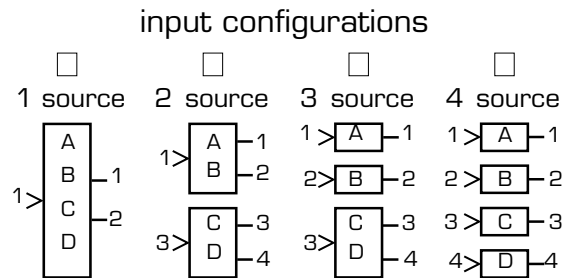 input configurations
1 source 2 source 3 source 4 source
A
B
C
D
1>
1
2
A
B
1>
1
2
C
D
3>
3
4
1> A 1
2> B 2
C
D
3>
3
4
1> A 1
2> B 2
3> C 3
4> D 4